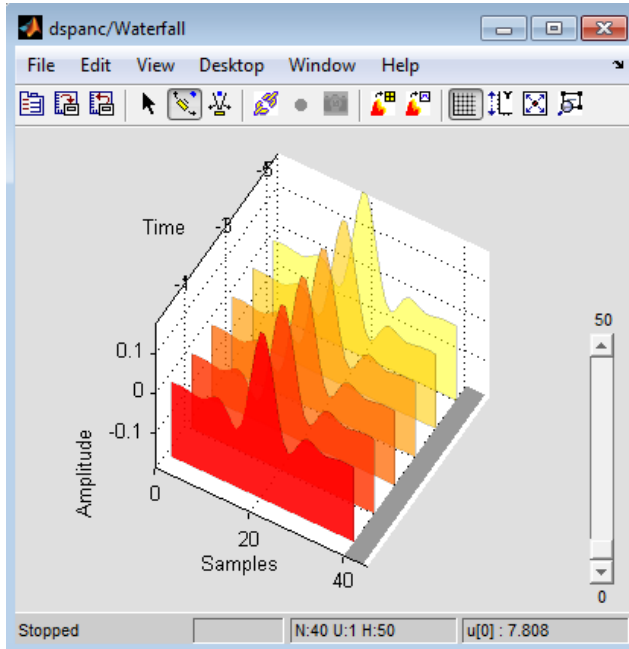 dspanc/Waterfall
File Edit View Desktop Window Help
-5
Time -3
-1
50
0.1
0
-0.1
Amplitude
0
20
Samples
40
0
Stopped N:40 U:1 H:50 u[0] : 7.808